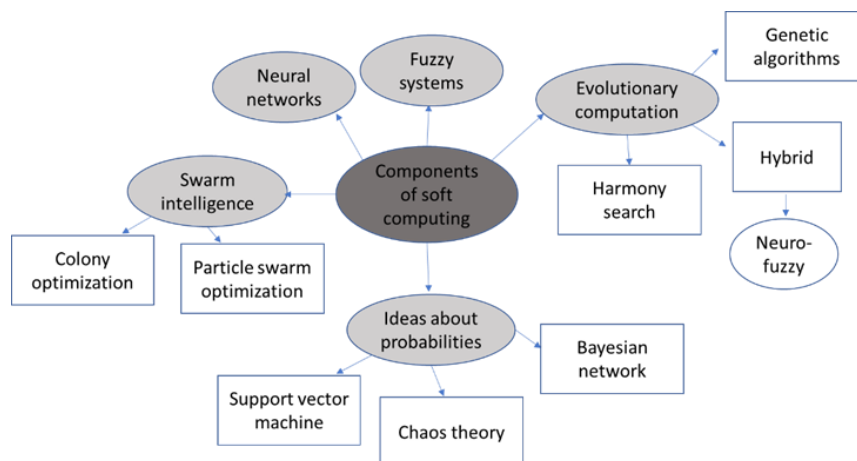 Genetic
algorithms
Fuzzy
systems
Neural
networks
Evolutionary
computation
Hybrid
Components
of soft
computing
Swarm
intelligence
Harmony
search
Neuro-
fuzzy
Colony
optimization
Particle swarm
optimization
Ideas about
probabilities
Bayesian
network
Support vector
machine
Chaos theory